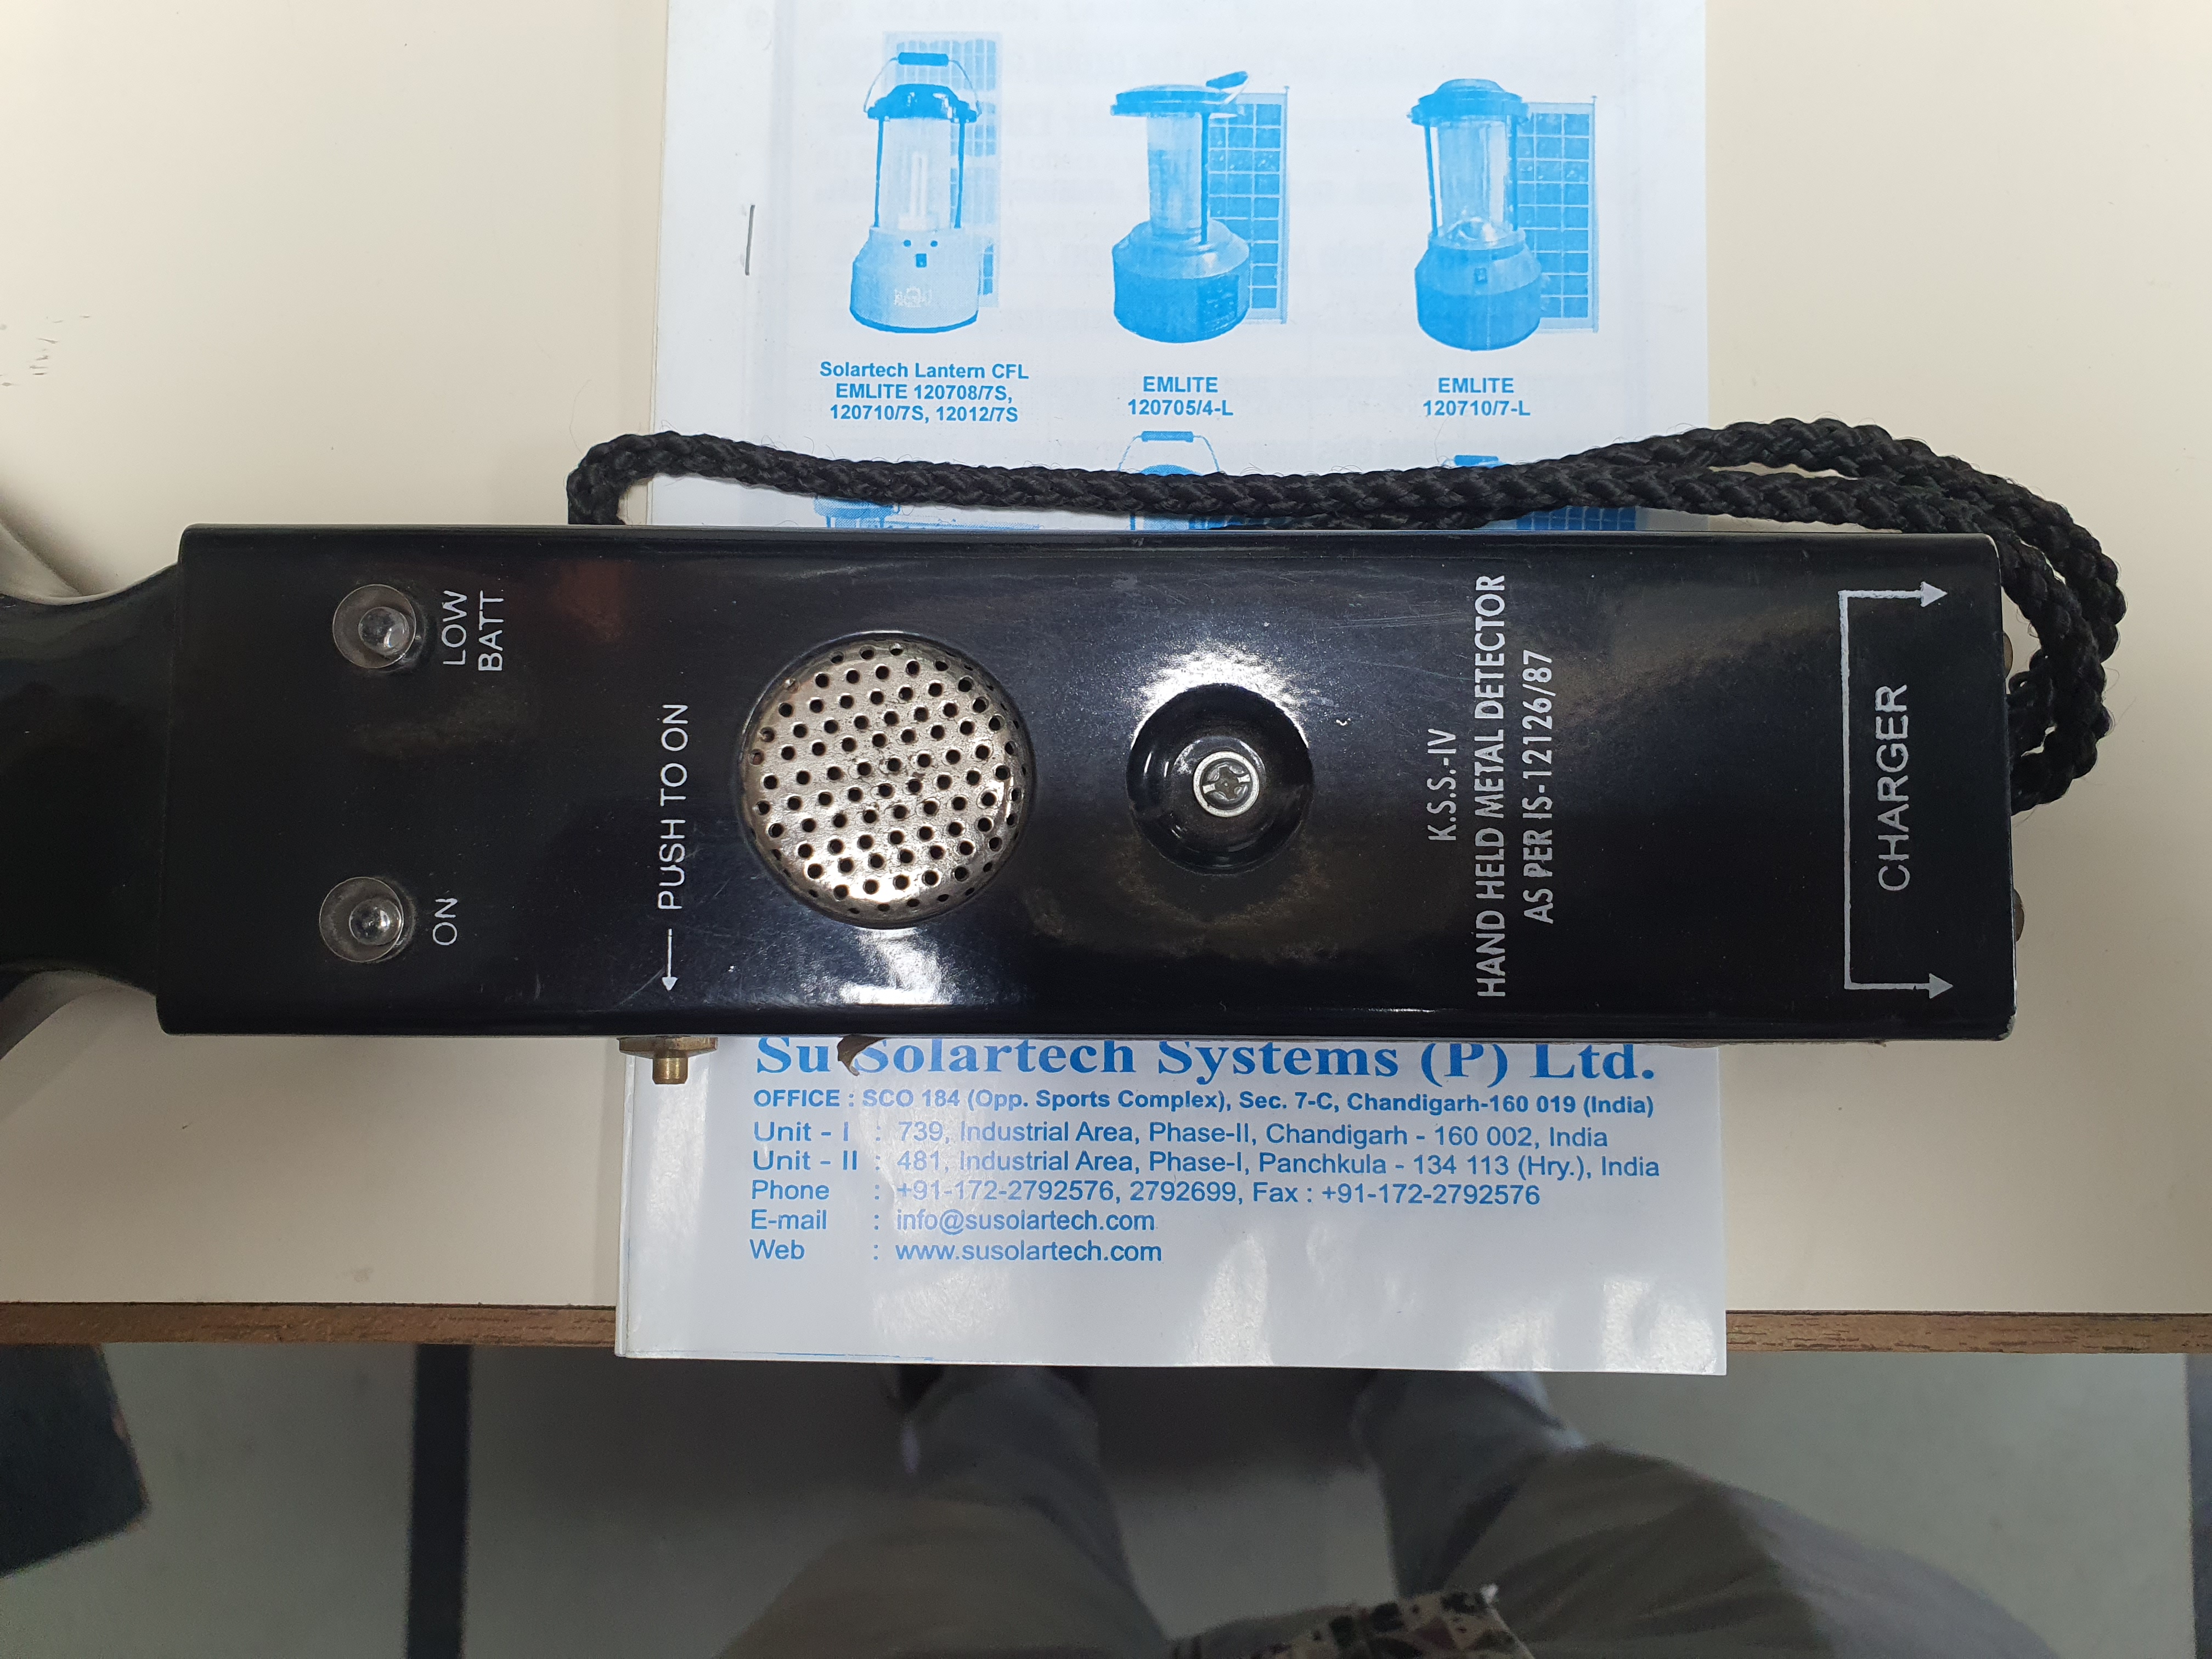 ON
LOW
BATT
← PUSH TO ON
K.S.S.-IV
HAND HELD METAL DETECTOR
AS PER IS-12126/87
CHARGER
SuSolartech Systems (P) Ltd.
OFFICE : SCO 184 (Opp. Sports Complex), Sec. 7-C, Chandigarh-160 019 (India)
Unit - I : 739, Industrial Area, Phase-II, Chandigarh - 160 002, India
Unit - II : 481, Industrial Area, Phase-I, Panchkula - 134 113 (Hry.), India
Phone : +91-172-2792576, 2792699, Fax : +91-172-2792576
E-mail : info@susolartech.com
Web : www.susolartech.com
Solartech Lantern CFL
EMLITE 120708/7S,
120710/7S, 12012/7S
EMLITE
120705/4-L
EMLITE
120710/7-L